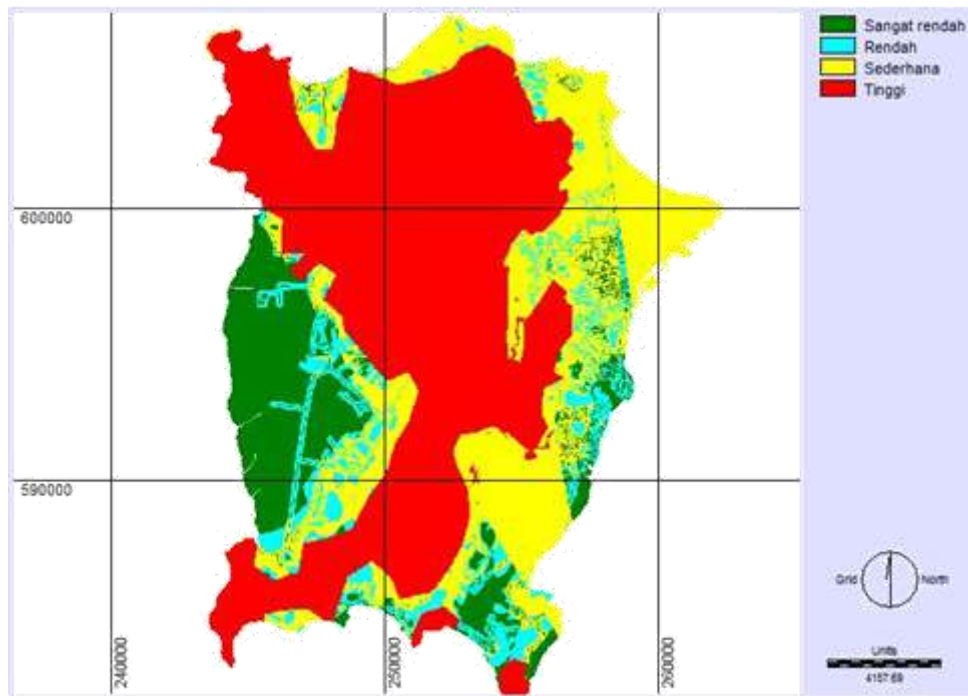 Sangat rendah
Rendah
Sederhana
Tinggi
600000
590000
240000
250000
260000
Grid
North
Units
4157.69